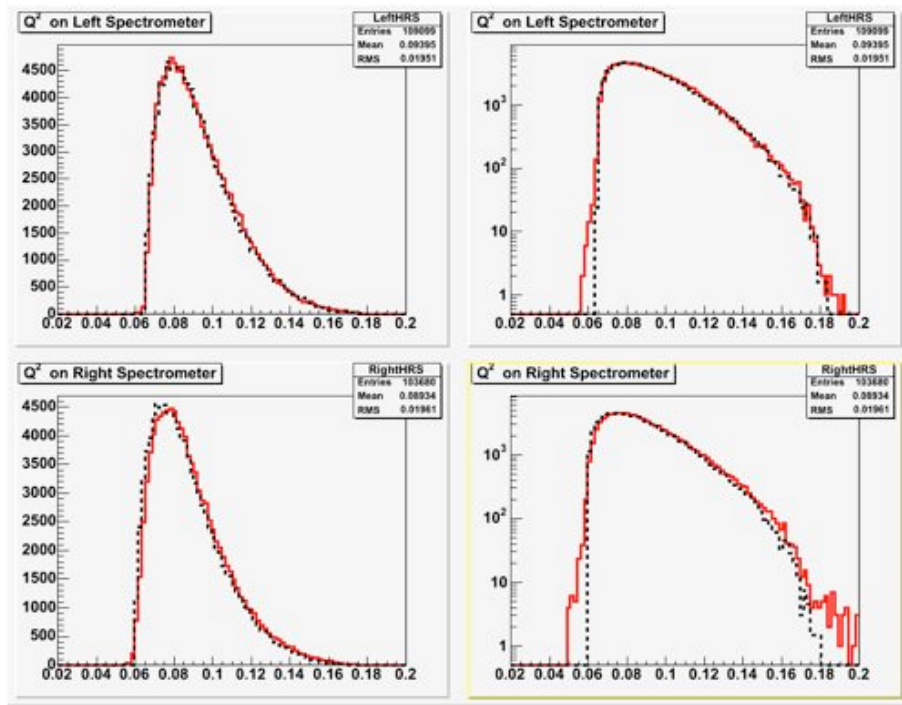 Q² on Left Spectrometer
LeftHRS
Entries 109099
Mean 0.09395
RMS 0.01951
4500
4000
3500
3000
2500
2000
1500
1000
500
0
0.02 0.04 0.06 0.08 0.1 0.12 0.14 0.16 0.18 0.2
Q² on Left Spectrometer
LeftHRS
Entries 109099
Mean 0.09395
RMS 0.01951
10³
10²
10
1
0.02 0.04 0.06 0.08 0.1 0.12 0.14 0.16 0.18 0.2
Q² on Right Spectrometer
RightHRS
Entries 103680
Mean 0.08934
RMS 0.01961
4500
4000
3500
3000
2500
2000
1500
1000
500
0
0.02 0.04 0.06 0.08 0.1 0.12 0.14 0.16 0.18 0.2
Q² on Right Spectrometer
RightHRS
Entries 103680
Mean 0.08934
RMS 0.01961
10³
10²
10
1
0.02 0.04 0.06 0.08 0.1 0.12 0.14 0.16 0.18 0.2